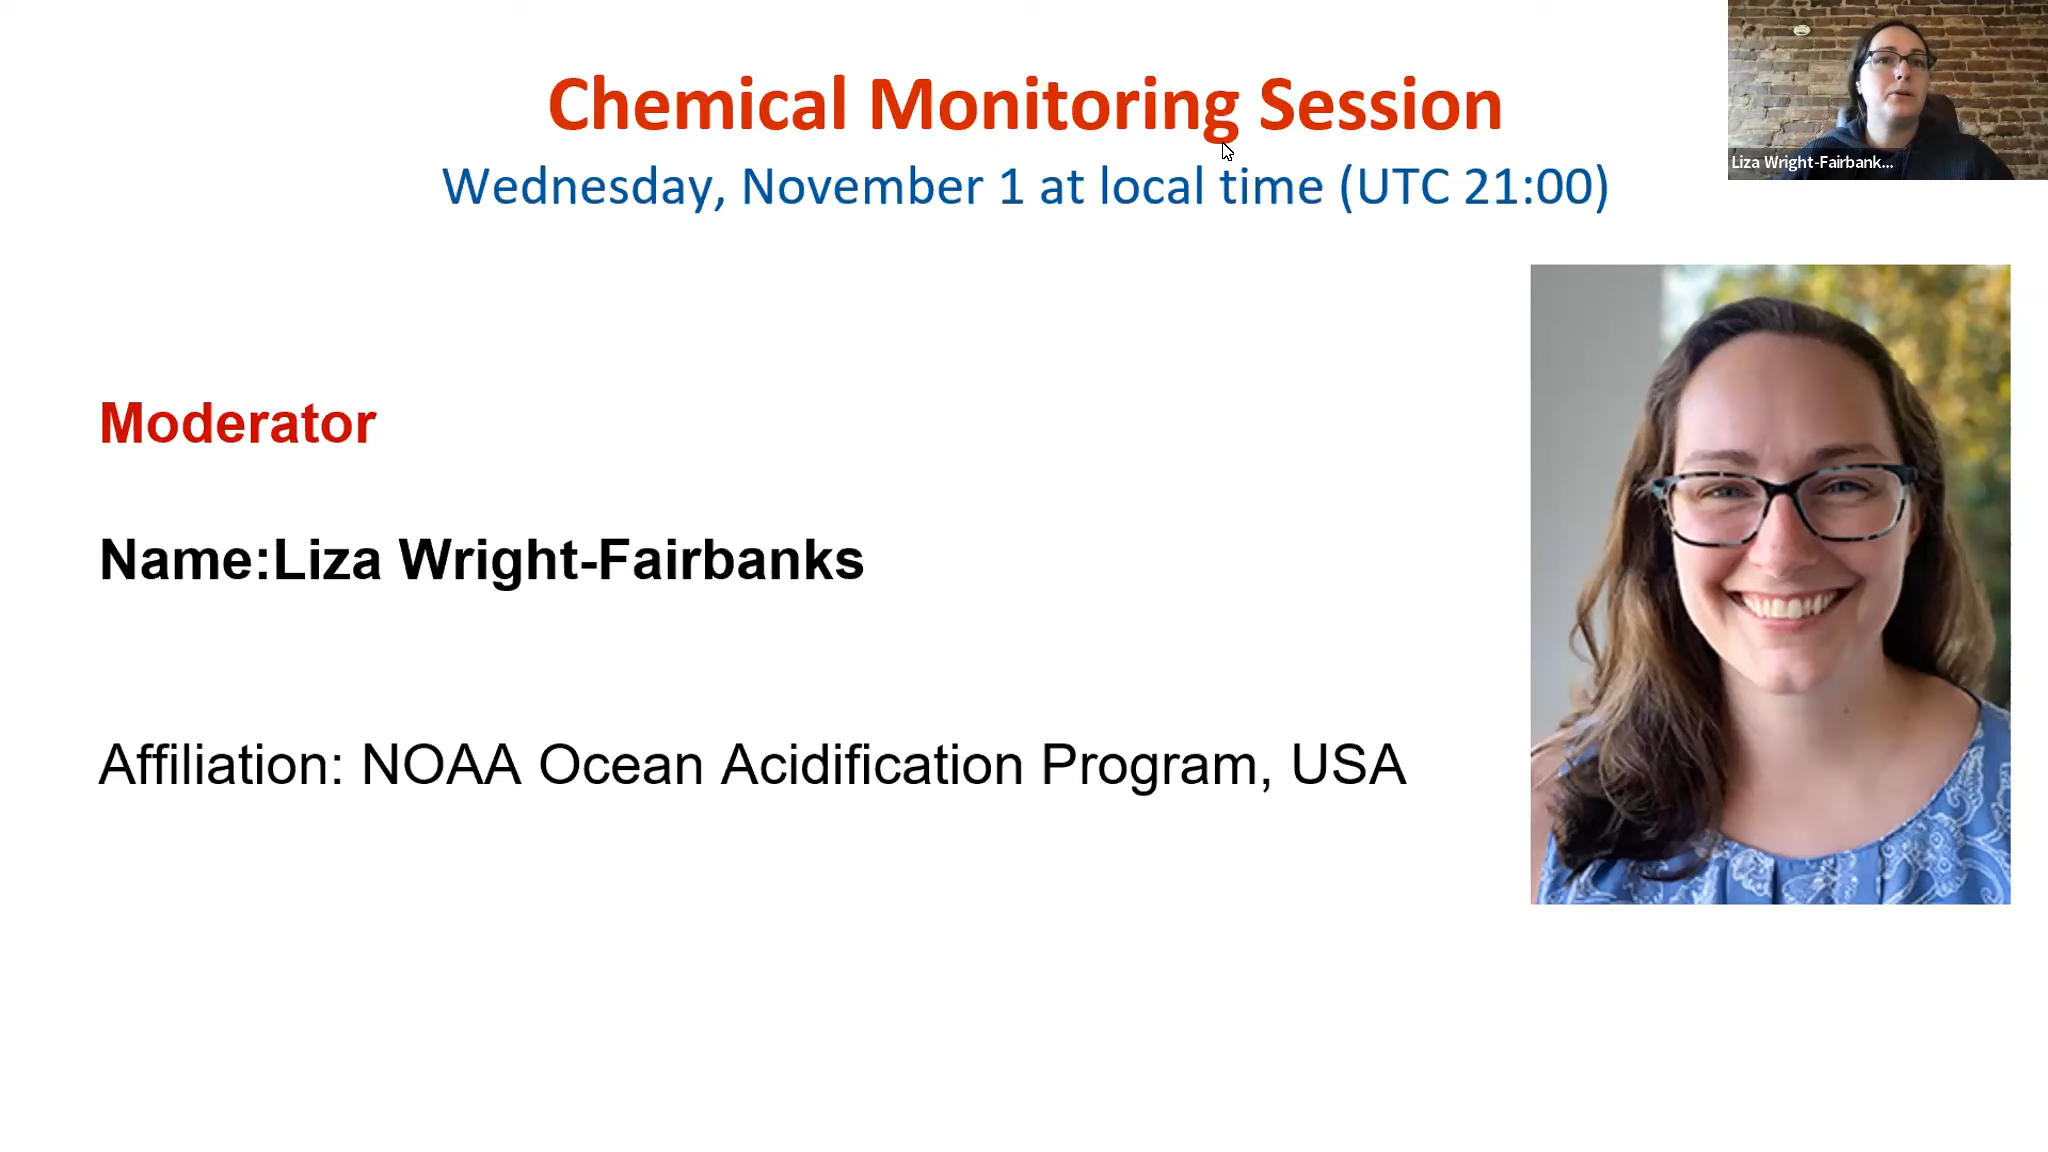 Chemical Monitoring Session
Wednesday, November 1 at local time (UTC 21:00)
Liza Wright-Fairbank...
Moderator
Name:Liza Wright-Fairbanks
Affiliation: NOAA Ocean Acidification Program, USA